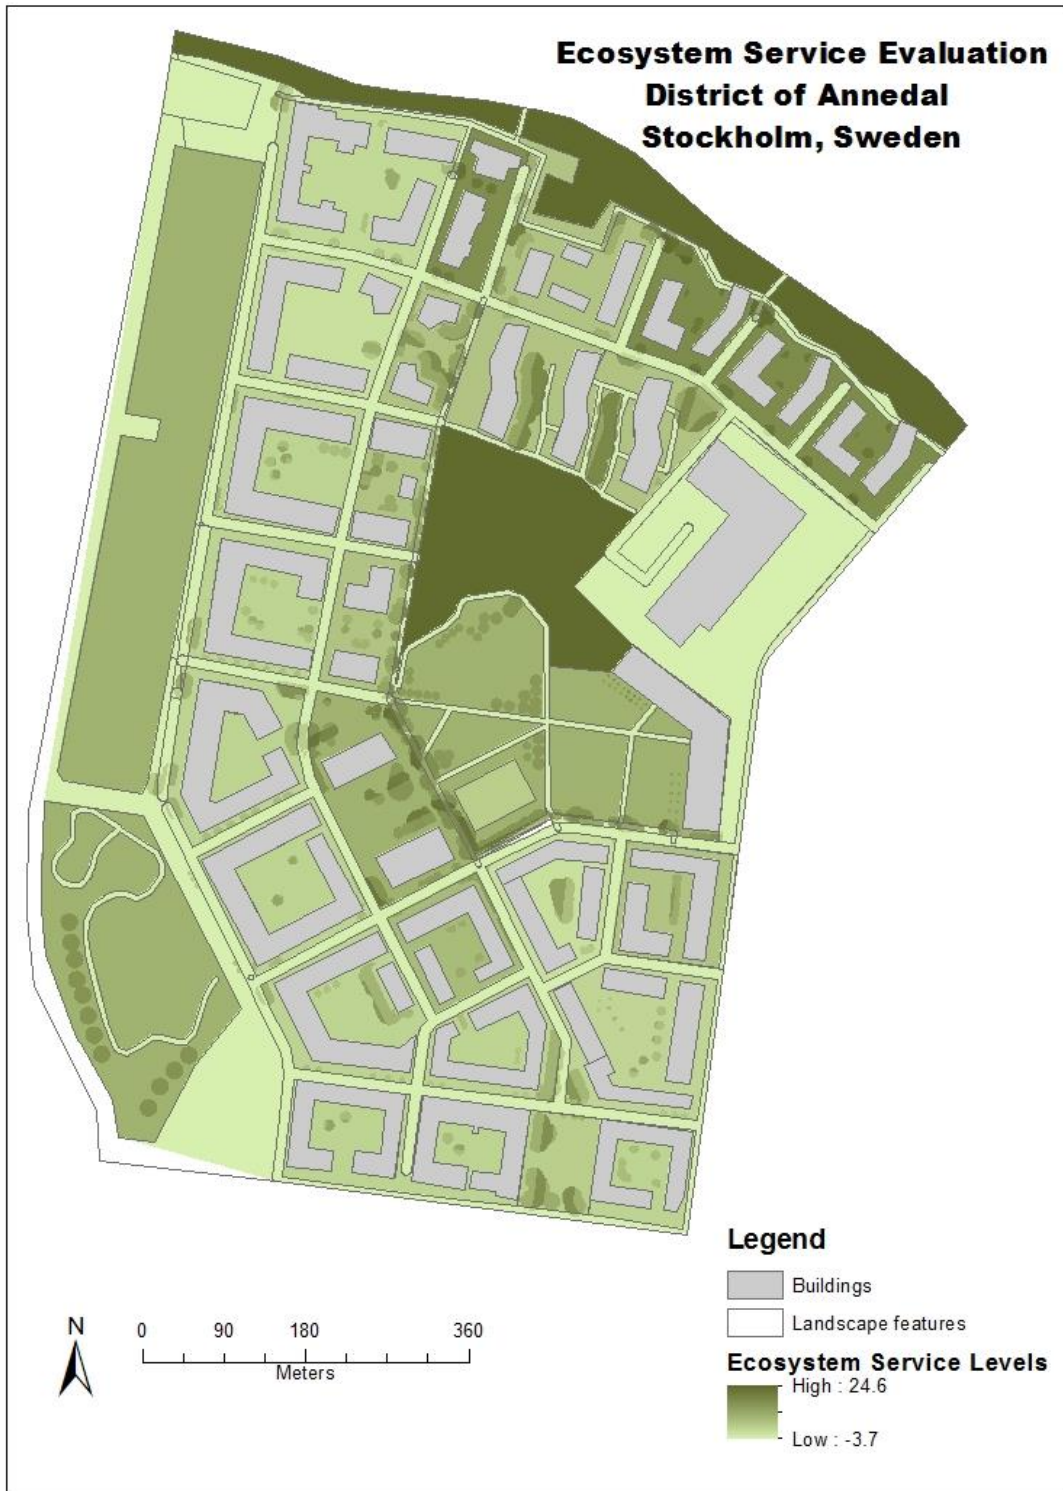 Ecosystem Service Evaluation
District of Annedal
Stockholm, Sweden
Legend
Buildings
Landscape features
Ecosystem Service Levels
High : 24.6
Low : -3.7
N
0 90 180 360
Meters